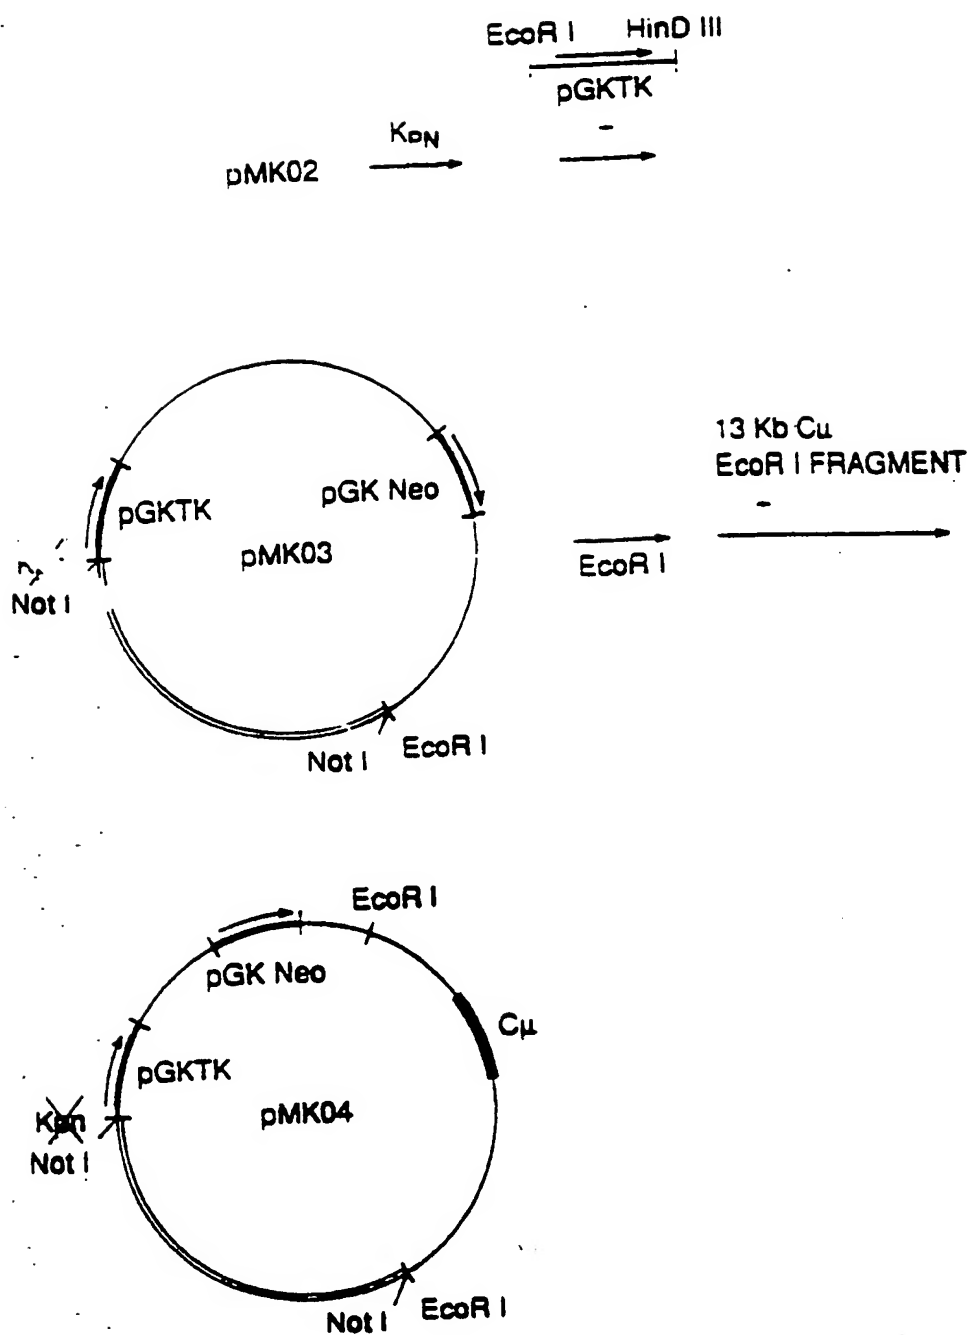 EcoR I HinD III
pGKTK
KpN
pMK02
13 Kb Cμ
EcoR I FRAGMENT
pGK Neo
pGKTK
pMK03
EcoR I
Not I
Not I EcoR I
EcoR I
pGK Neo
Cμ
pGKTK
Kpn
pMK04
Not I
Not I EcoR I